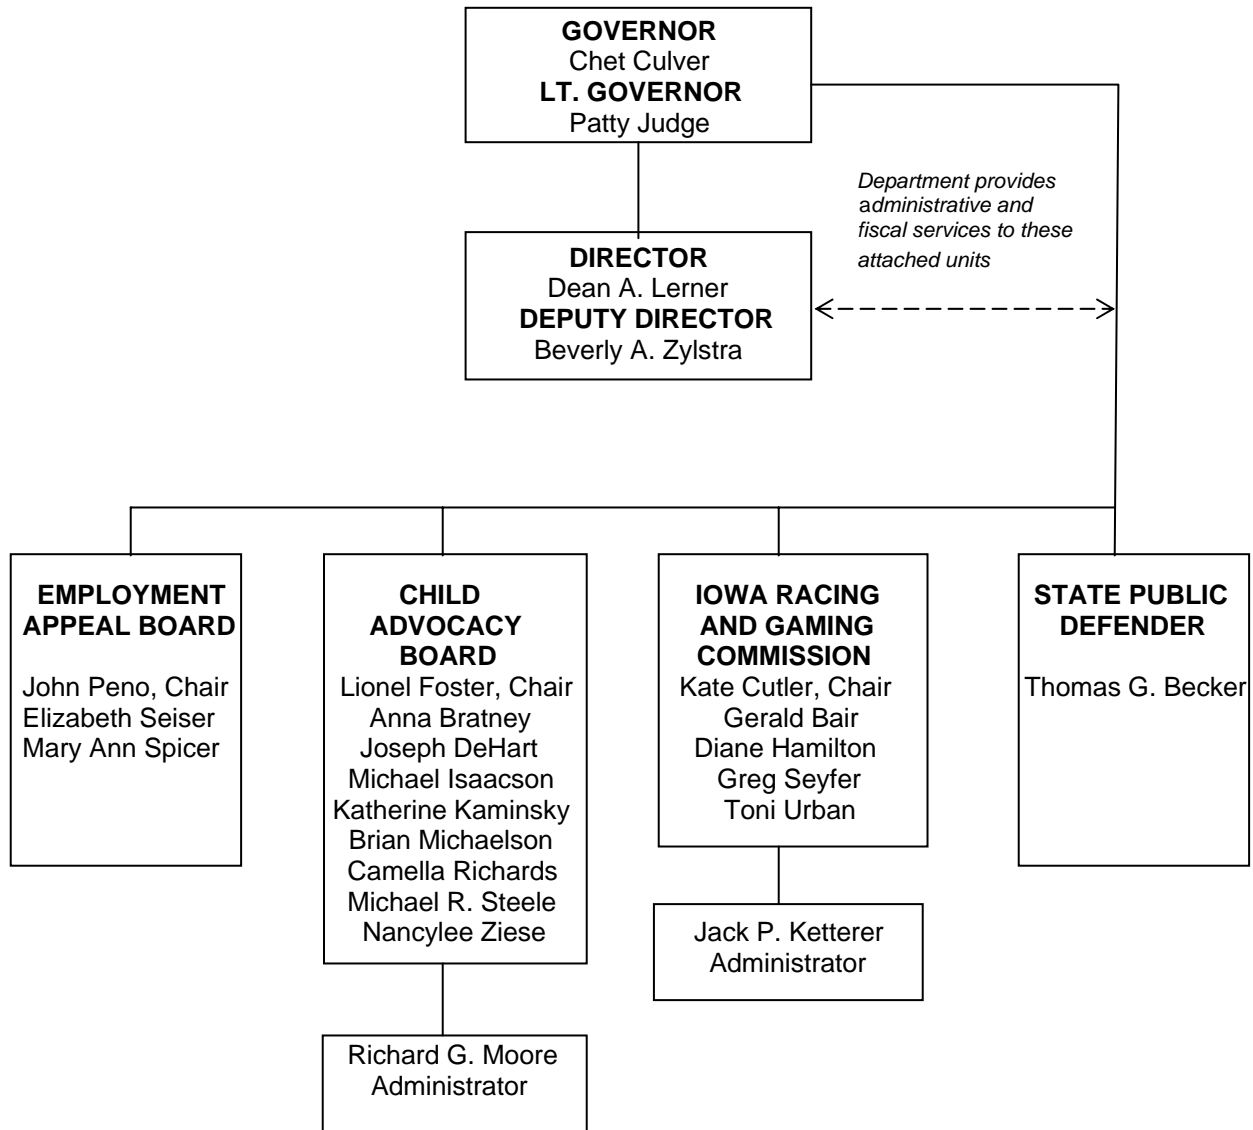 GOVERNOR
Chet Culver
LT. GOVERNOR
Patty Judge
Department provides
administrative and
fiscal services to these
attached units
DIRECTOR
Dean A. Lerner
DEPUTY DIRECTOR
Beverly A. Zylstra
EMPLOYMENT
APPEAL BOARD
John Peno, Chair
Elizabeth Seiser
Mary Ann Spicer
CHILD
ADVOCACY
BOARD
Lionel Foster, Chair
Anna Bratney
Joseph DeHart
Michael Isaacson
Katherine Kaminsky
Brian Michaelson
Camella Richards
Michael R. Steele
Nancylee Ziese
IOWA RACING
AND GAMING
COMMISSION
Kate Cutler, Chair
Gerald Bair
Diane Hamilton
Greg Seyfer
Toni Urban
STATE PUBLIC
DEFENDER
Thomas G. Becker
Jack P. Ketterer
Administrator
Richard G. Moore
Administrator